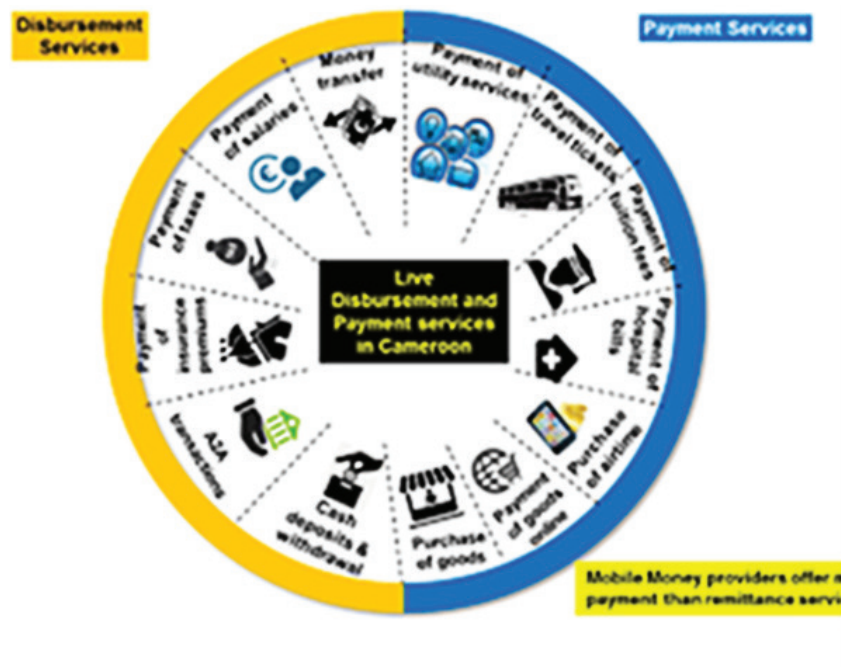 Disbursement
Services
Payment Services
Money
transfer
Payment of
utility services
Payment of
travel tickets
Payment of
tuition fees
Payment of
hospital
bills
Purchase
of airtime
Payment
of goods
online
Purchase
of goods
Cash
deposits &
withdrawal
A2A
transactions
Payment
of
insurance
premiums
Payment
of taxes
Payment
of salaries
Live
Disbursement and
Payment services
in Cameroon
Mobile Money providers offer
payment than remittance